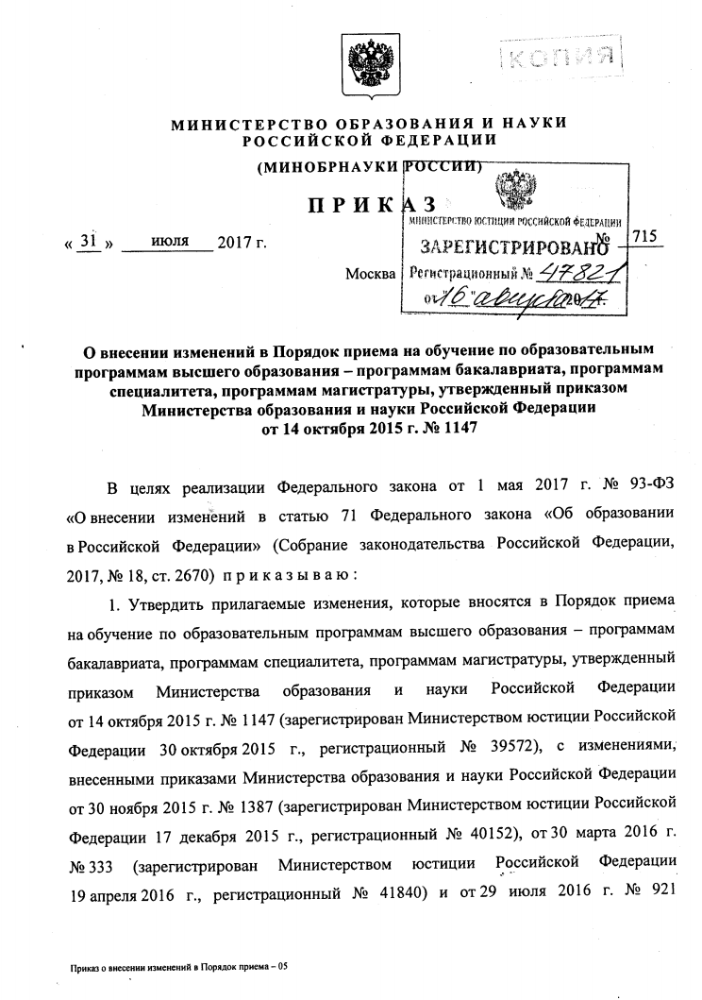 КОПИЯ
МИНИСТЕРСТВО ОБРАЗОВАНИЯ И НАУКИ
РОССИЙСКОЙ ФЕДЕРАЦИИ
(МИНОБРНАУКИ РОССИИ)
ПРИКАЗ
МИНИСТЕРСТВО ЮСТИЦИИ РОССИЙСКОЙ ФЕДЕРАЦИИ
« 31 » июля 2017 г.
№ 715
ЗАРЕГИСТРИРОВАНО
Москва
Регистрационный № 47821
от "16" августа 2017.
О внесении изменений в Порядок приема на обучение по образовательным
программам высшего образования – программам бакалавриата, программам
специалитета, программам магистратуры, утвержденный приказом
Министерства образования и науки Российской Федерации
от 14 октября 2015 г. № 1147
В целях реализации Федерального закона от 1 мая 2017 г. № 93-ФЗ
«О внесении изменений в статью 71 Федерального закона «Об образовании
в Российской Федерации» (Собрание законодательства Российской Федерации,
2017, № 18, ст. 2670) приказываю:
1. Утвердить прилагаемые изменения, которые вносятся в Порядок приема
на обучение по образовательным программам высшего образования – программам
бакалавриата, программам специалитета, программам магистратуры, утвержденный
приказом Министерства образования и науки Российской Федерации
от 14 октября 2015 г. № 1147 (зарегистрирован Министерством юстиции Российской
Федерации 30 октября 2015 г., регистрационный № 39572), с изменениями,
внесенными приказами Министерства образования и науки Российской Федерации
от 30 ноября 2015 г. № 1387 (зарегистрирован Министерством юстиции Российской
Федерации 17 декабря 2015 г., регистрационный № 40152), от 30 марта 2016 г.
№ 333 (зарегистрирован Министерством юстиции Российской Федерации
19 апреля 2016 г., регистрационный № 41840) и от 29 июля 2016 г. № 921
Приказ о внесении изменений в Порядок приема – 05